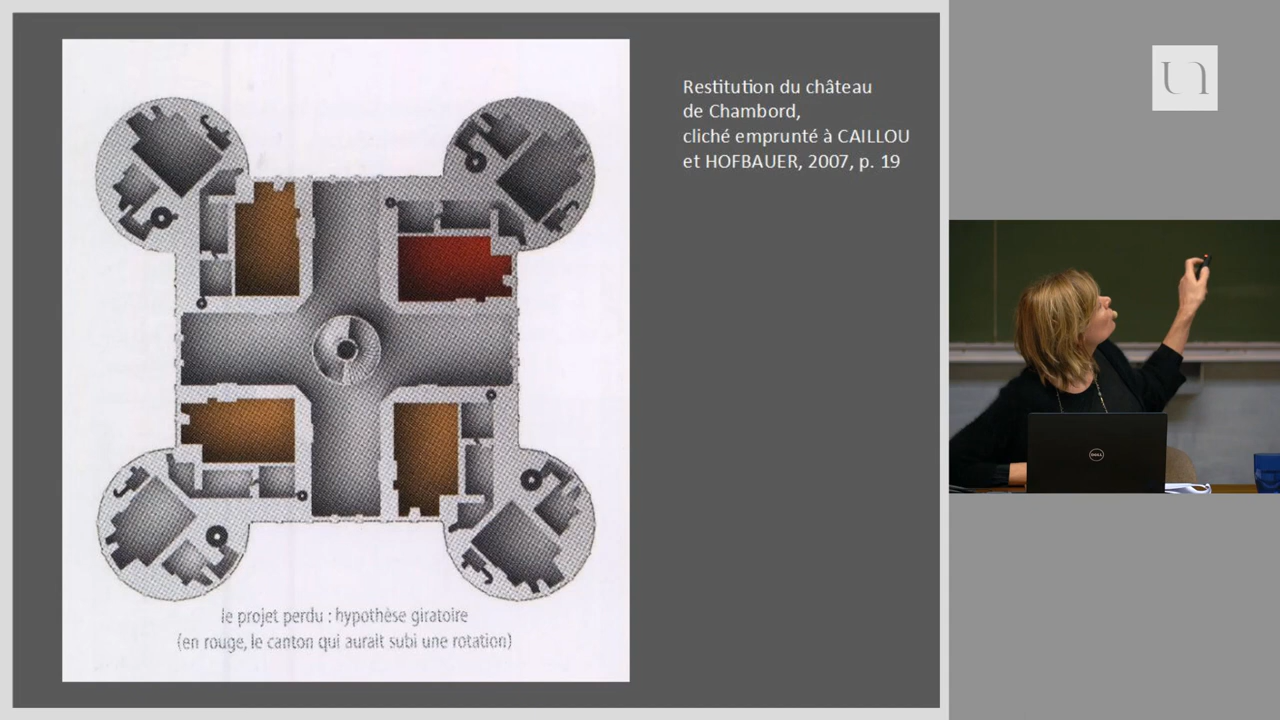 Restitution du château
de Chambord,
cliché emprunté à CAILLOU
et HOFBAUER, 2007, p. 19
le projet perdu : hypothèse giratoire
(en rouge, le canton qui aurait subi une rotation)
DELL